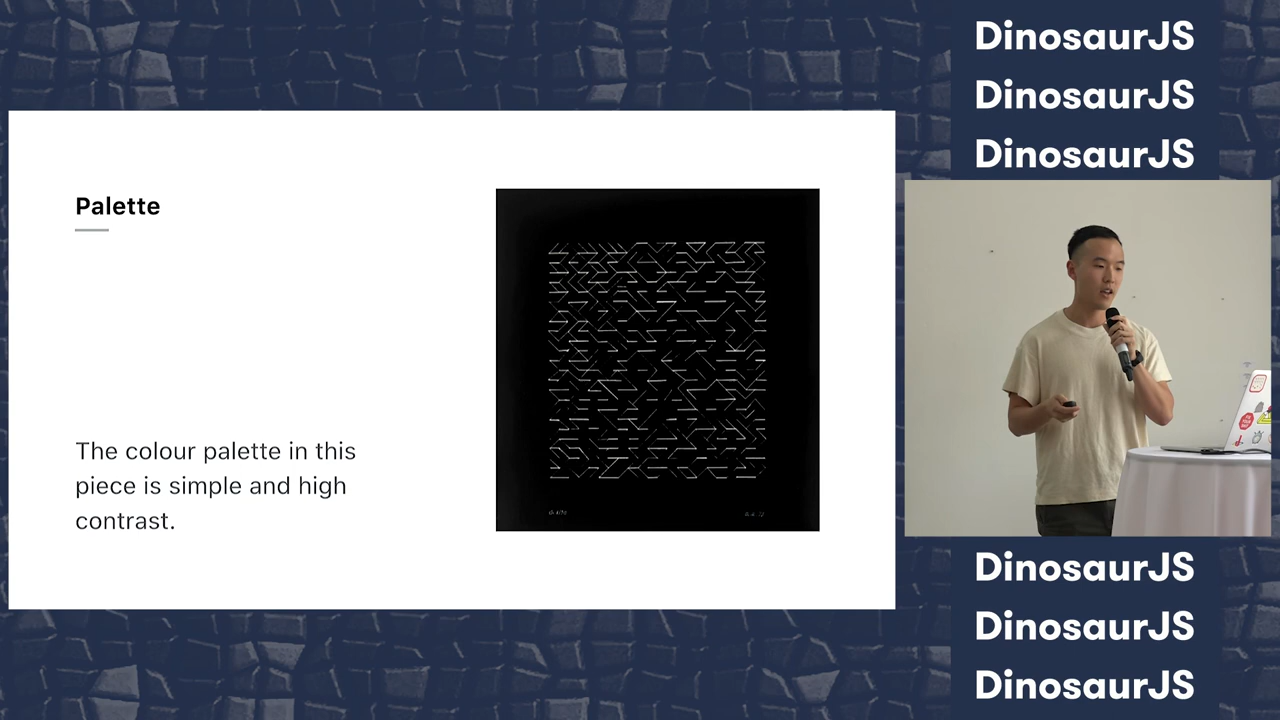 DinosaurJS
DinosaurJS
DinosaurJS
Palette
The colour palette in this
piece is simple and high
contrast.
DinosaurJS
DinosaurJS
DinosaurJS